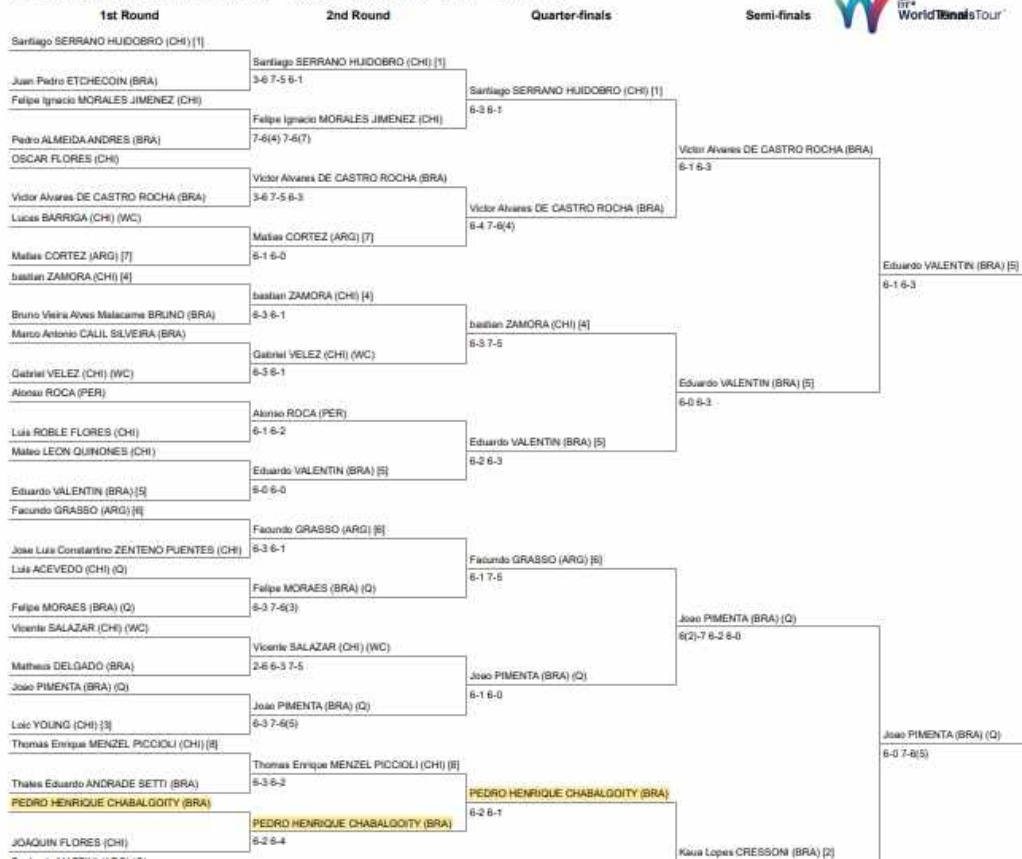 1st Round
2nd Round
Quarter-finals
Semi-finals
Santiago SERRANO HUIDOBRO (CHI) [1]
Juan Pedro ETCHECOIN (BRA)
Felipe Ignacio MORALES JIMENEZ (CHI)
Pedro ALMEIDA ANDRES (BRA)
OSCAR FLORES (CHI)
Victor Alvares DE CASTRO ROCHA (BRA)
Lucas BARRIGA (CHI) (WC)
Matias CORTEZ (ARG) [7]
bastian ZAMORA (CHI) [4]
Bruno Vieira Alves Malacarne BRUNO (BRA)
Marco Antonio CALIL SILVEIRA (BRA)
Gabriel VELEZ (CHI) (WC)
Alonso ROCA (PER)
Luis ROBLE FLORES (CHI)
Mateo LEON QUINONES (CHI)
Eduardo VALENTIN (BRA) [5]
Facundo GRASSO (ARG) [6]
Jose Luis Constantino ZENTENO PUENTES (CHI)
Luis ACEVEDO (CHI) (Q)
Felipe MORAES (BRA) (Q)
Vicente SALAZAR (CHI) (WC)
Matheus DELGADO (BRA)
Joao PIMENTA (BRA) (Q)
Loic YOUNG (CHI) [3]
Thomas Enrique MENZEL PICCIOLI (CHI) [8]
Thales Eduardo ANDRADE SETTI (BRA)
PEDRO HENRIQUE CHABALGOITY (BRA)
JOAQUIN FLORES (CHI)
Santiago SERRANO HUIDOBRO (CHI) [1]
3-6 7-5 6-1
Felipe Ignacio MORALES JIMENEZ (CHI)
7-6(4) 7-6(7)
Victor Alvares DE CASTRO ROCHA (BRA)
3-6 7-5 6-3
Matias CORTEZ (ARG) [7]
6-1 6-0
bastian ZAMORA (CHI) [4]
6-3 6-1
Gabriel VELEZ (CHI) (WC)
6-3 6-1
Alonso ROCA (PER)
6-1 6-2
Eduardo VALENTIN (BRA) [5]
6-0 6-0
Facundo GRASSO (ARG) [6]
6-3 6-1
Felipe MORAES (BRA) (Q)
6-3 7-6(3)
Vicente SALAZAR (CHI) (WC)
2-6 6-3 7-5
Joao PIMENTA (BRA) (Q)
6-3 7-6(5)
Thomas Enrique MENZEL PICCIOLI (CHI) [8]
6-3 6-2
PEDRO HENRIQUE CHABALGOITY (BRA)
6-2 6-4
Santiago SERRANO HUIDOBRO (CHI) [1]
6-3 6-1
Victor Alvares DE CASTRO ROCHA (BRA)
6-4 7-6(4)
bastian ZAMORA (CHI) [4]
6-3 7-5
Eduardo VALENTIN (BRA) [5]
6-2 6-3
Facundo GRASSO (ARG) [6]
6-1 7-5
Joao PIMENTA (BRA) (Q)
6-1 6-0
PEDRO HENRIQUE CHABALGOITY (BRA)
6-2 6-1
Victor Alvares DE CASTRO ROCHA (BRA)
6-1 6-3
Eduardo VALENTIN (BRA) [5]
6-0 6-3
Joao PIMENTA (BRA) (Q)
6(2)-7 6-2 6-0
Kaua Lopes CRESSONI (BRA) [2]
Eduardo VALENTIN (BRA) [5]
6-1 6-3
Joao PIMENTA (BRA) (Q)
6-0 7-6(5)